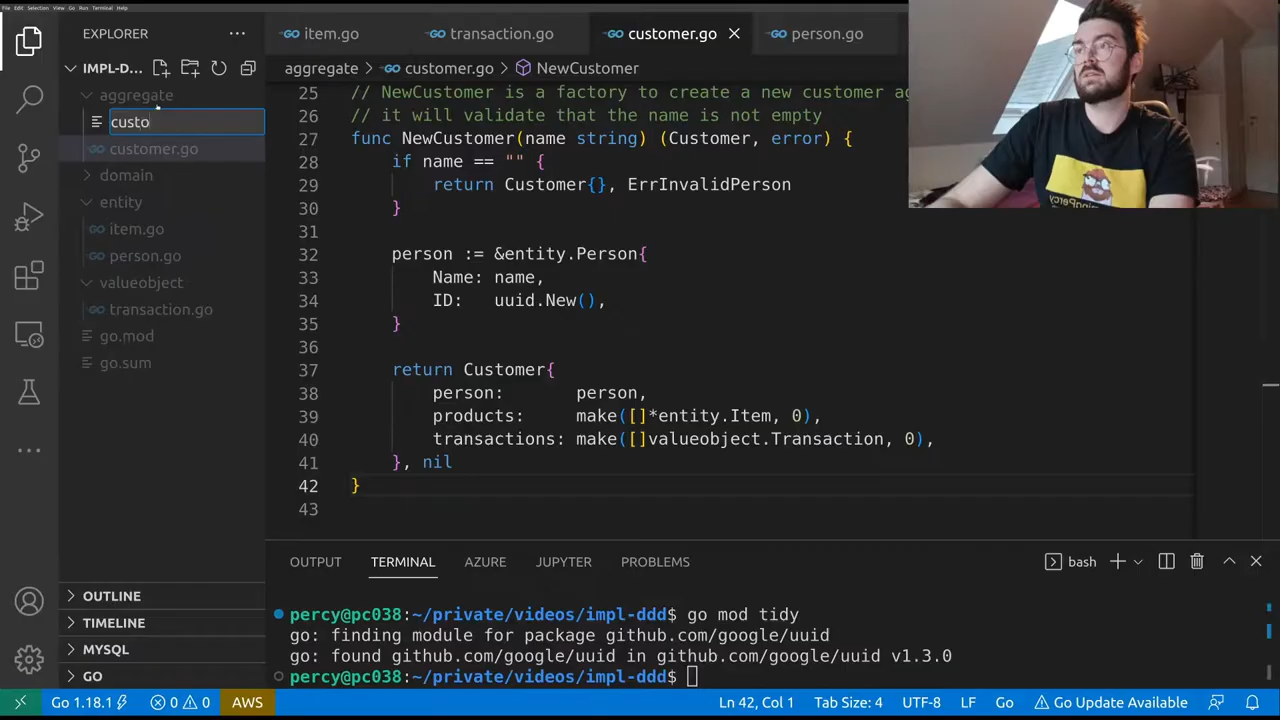 File Edit Selection View Go Run Terminal Help
EXPLORER
IMPL-D...
aggregate
custo
customer.go
domain
entity
item.go
person.go
valueobject
transaction.go
go.mod
go.sum
OUTLINE
TIMELINE
MYSQL
GO
item.go
transaction.go
customer.go
person.go
aggregate > customer.go > NewCustomer
25 // NewCustomer is a factory to create a new customer ag
26 // it will validate that the name is not empty
27 func NewCustomer(name string) (Customer, error) {
28 if name == "" {
29 return Customer{}, ErrInvalidPerson
30 }
31
32 person := &entity.Person{
33 Name: name,
34 ID: uuid.New(),
35 }
36
37 return Customer{
38 person: person,
39 products: make([]*entity.Item, 0),
40 transactions: make([]valueobject.Transaction, 0),
41 }, nil
42 }
43
OUTPUT TERMINAL AZURE JUPYTER PROBLEMS
bash
percy@pc038:~/private/videos/impl-ddd$ go mod tidy
go: finding module for package github.com/google/uuid
go: found github.com/google/uuid in github.com/google/uuid v1.3.0
percy@pc038:~/private/videos/impl-ddd$
Go 1.18.1 0 0 AWS Ln 42, Col 1 Tab Size: 4 UTF-8 LF Go Go Update Available